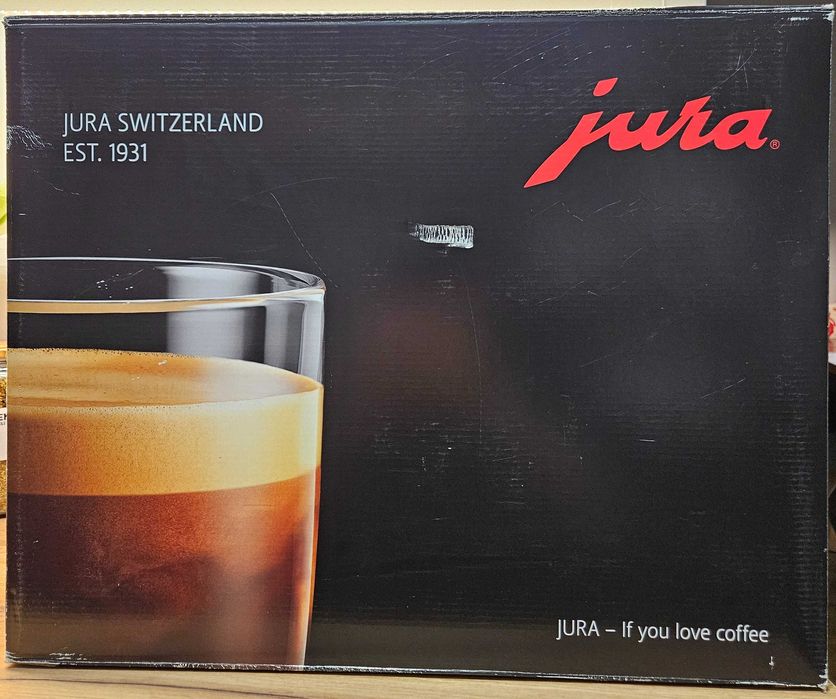 JURA SWITZERLAND
EST. 1931
jura®
JURA – If you love coffee